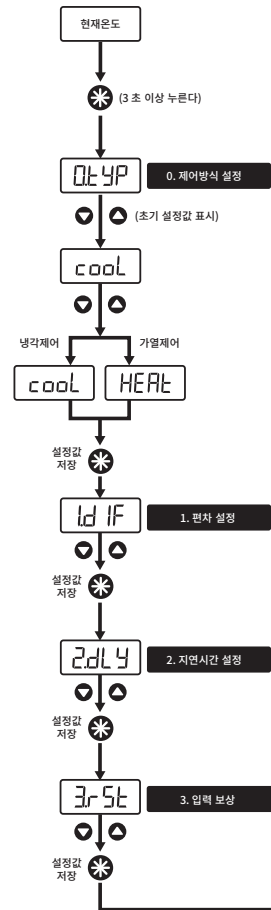 현재온도
(3 초 이상 누른다)
0.tYP
0. 제어방식 설정
(초기 설정값 표시)
cooL
냉각제어
가열제어
cooL
HEAt
설정값
저장
1.dIF
1. 편차 설정
설정값
저장
2.dLY
2. 지연시간 설정
설정값
저장
3.rSt
3. 입력 보상
설정값
저장